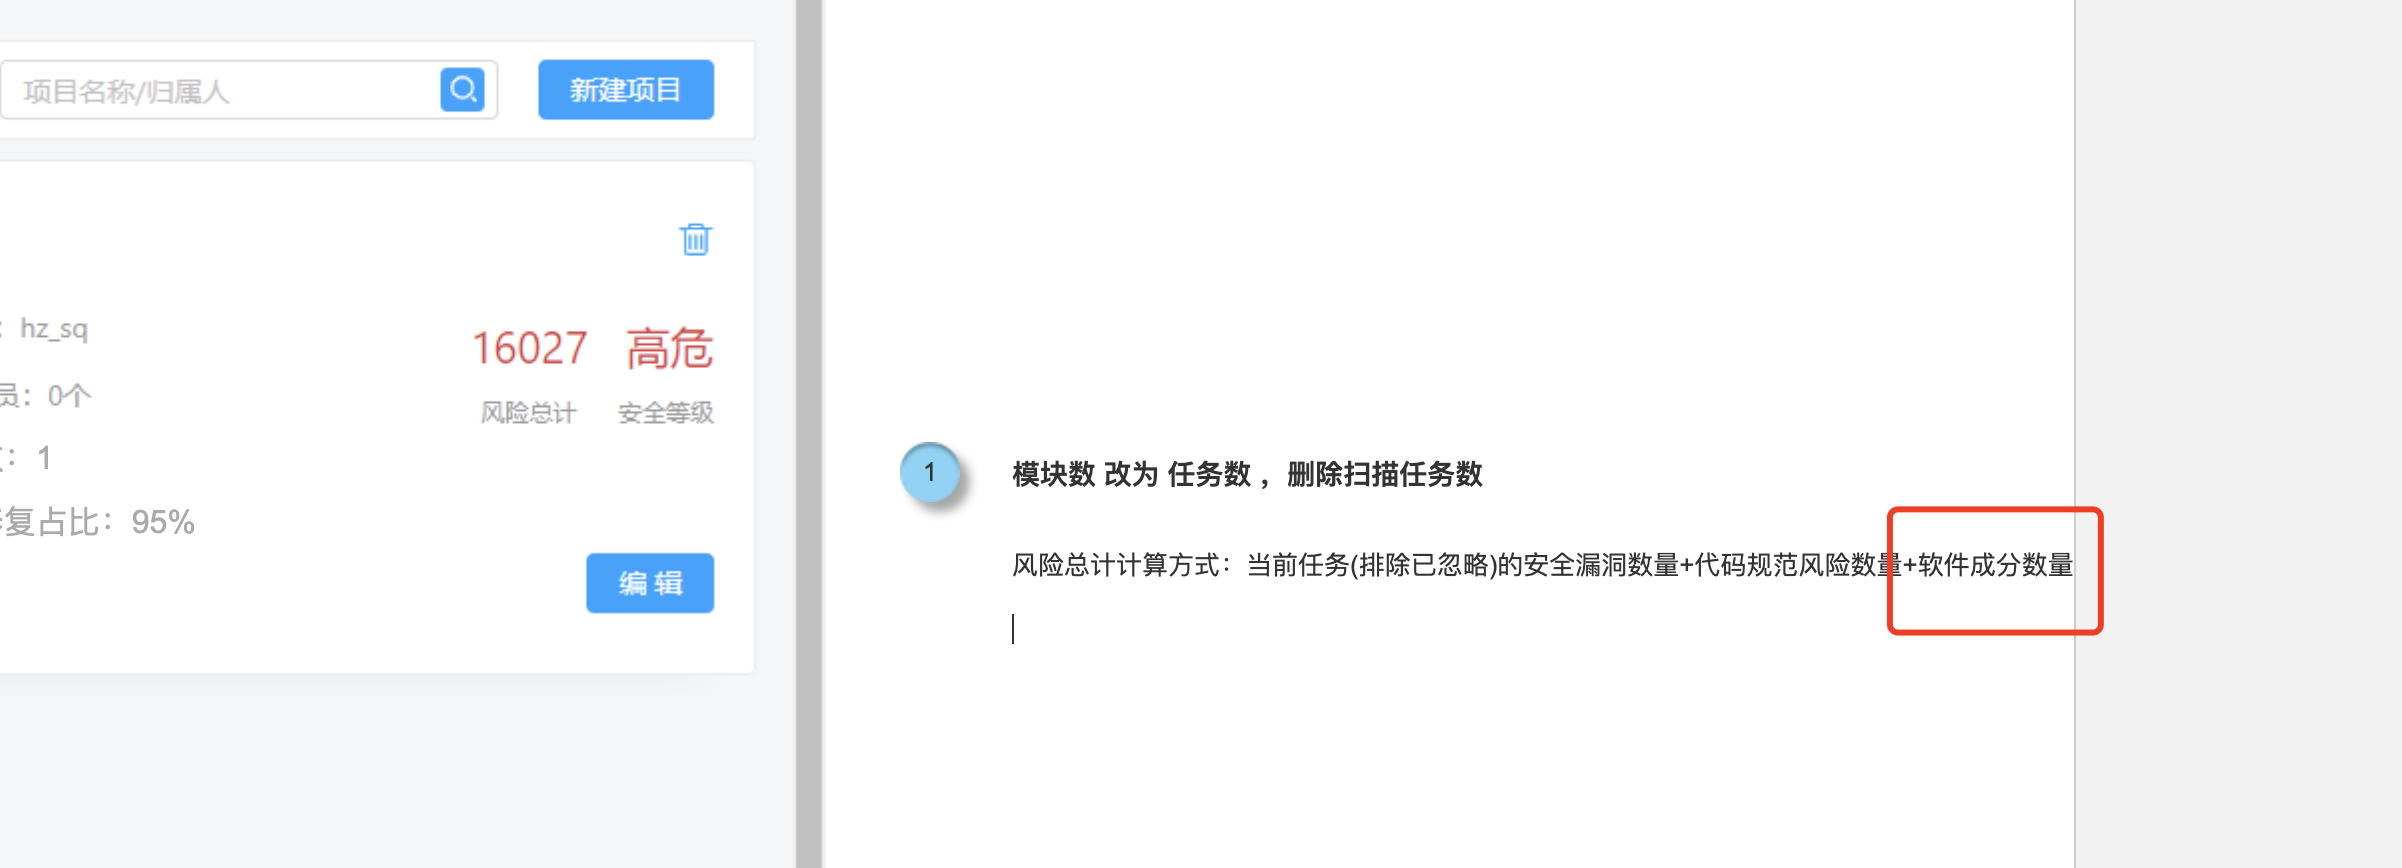 项目名称/归属人
新建项目
: hz_sq
16027 高危
员：0个
风险总计 安全等级
：1
复占比：95%
编 辑
1
模块数 改为 任务数 ，删除扫描任务数
风险总计计算方式：当前任务(排除已忽略)的安全漏洞数量+代码规范风险数量+软件成分数量